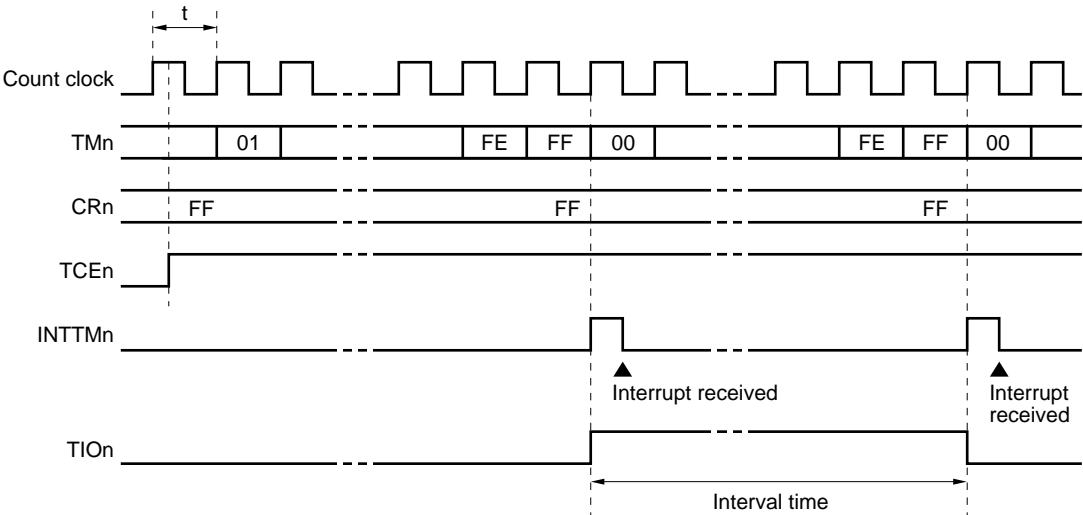 t
Count clock
TMn 01 FE FF 00 FE FF 00
CRn FF FF FF
TCEn
INTTMn
Interrupt received Interrupt
received
TIOn
Interval time